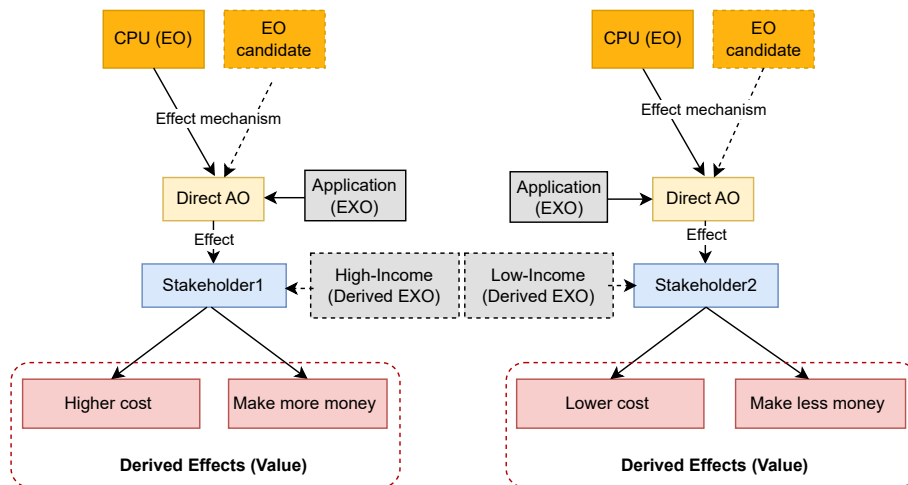 CPU (EO)
EO
candidate
Effect mechanism
Direct AO
Application
(EXO)
Effect
Stakeholder1
High-Income
(Derived EXO)
Higher cost
Make more money
Derived Effects (Value)
CPU (EO)
EO
candidate
Effect mechanism
Application
(EXO)
Direct AO
Effect
Low-Income
(Derived EXO)
Stakeholder2
Lower cost
Make less money
Derived Effects (Value)